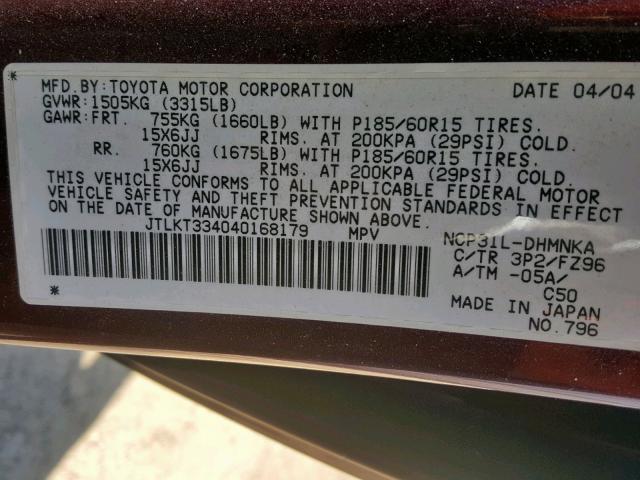 MFD.BY:TOYOTA MOTOR CORPORATION DATE 04/04
GVWR:1505KG (3315LB)
GAWR:FRT. 755KG (1660LB) WITH P185/60R15 TIRES.
15X6JJ RIMS. AT 200KPA (29PSI) COLD.
RR. 760KG (1675LB) WITH P185/60R15 TIRES.
15X6JJ RIMS. AT 200KPA (29PSI) COLD.
THIS VEHICLE CONFORMS TO ALL APPLICABLE FEDERAL MOTOR
VEHICLE SAFETY AND THEFT PREVENTION STANDARDS IN EFFECT
ON THE DATE OF MANUFACTURE SHOWN ABOVE.
JTLKT334040168179 MPV NCP31L-DHMNKA
C/TR 3P2/FZ96
A/TM -05A/
C50
MADE IN JAPAN
NO.796